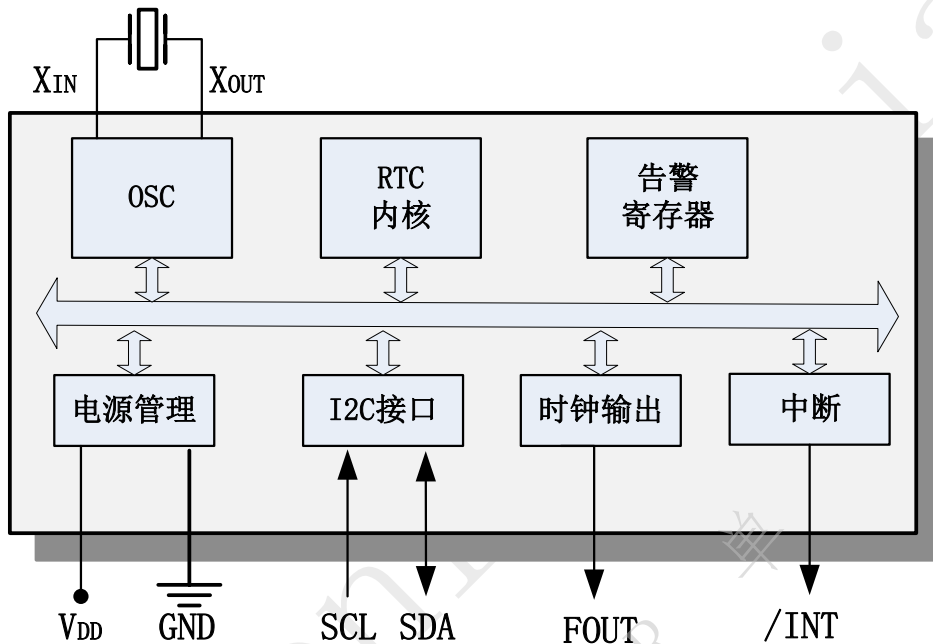 XIN
XOUT
OSC
RTC
内核
告警
寄存器
电源管理
I2C接口
时钟输出
中断
VDD
GND
SCL
SDA
FOUT
/INT